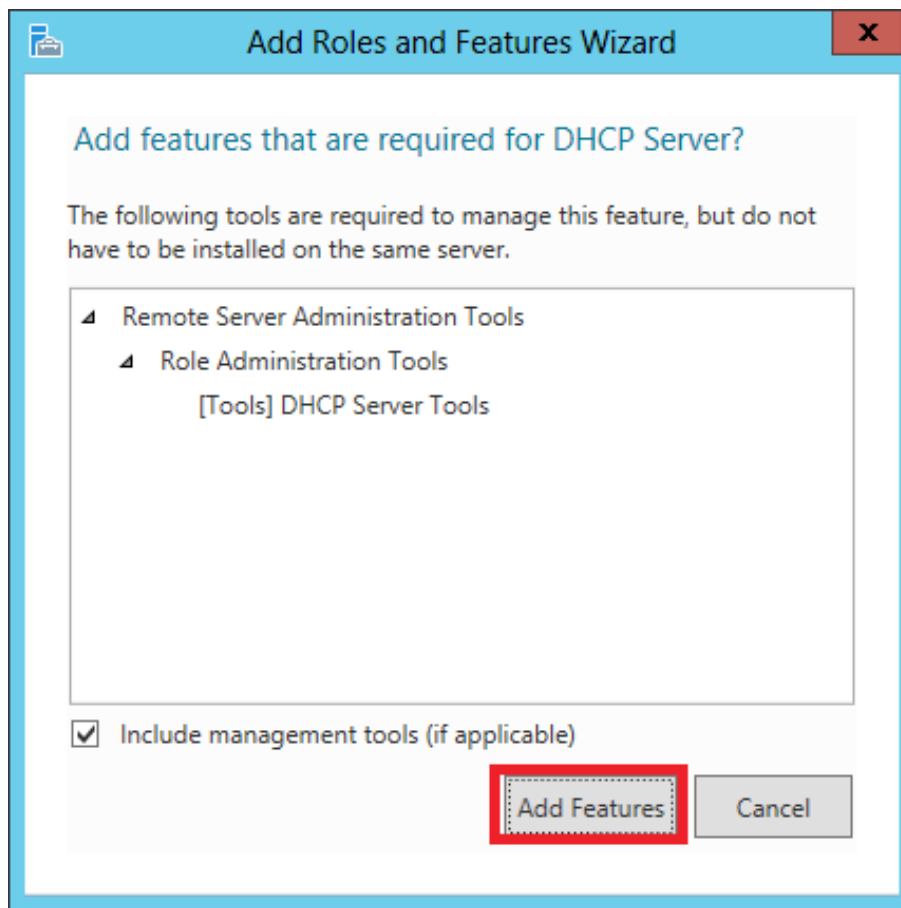 Add Roles and Features Wizard
x
Add features that are required for DHCP Server?
The following tools are required to manage this feature, but do not
have to be installed on the same server.
Remote Server Administration Tools
Role Administration Tools
[Tools] DHCP Server Tools
Include management tools (if applicable)
Add Features
Cancel